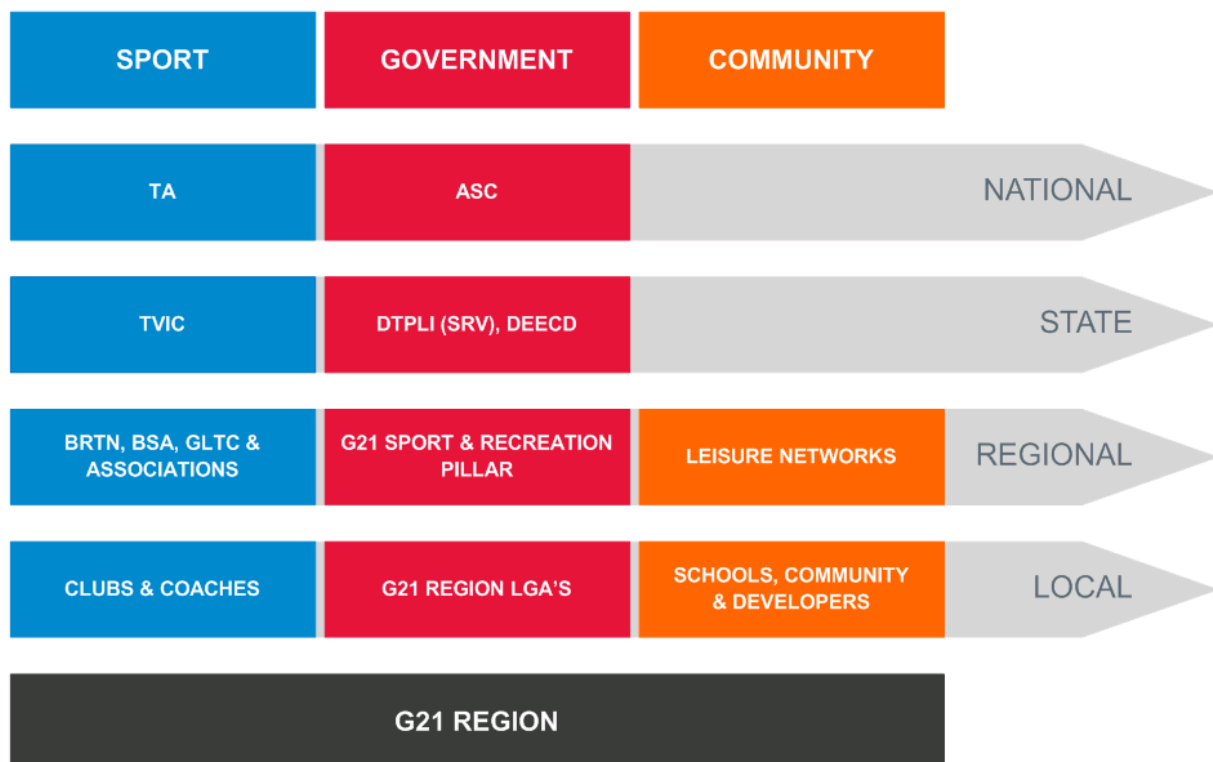 SPORT
GOVERNMENT
COMMUNITY
TA
ASC
NATIONAL
TVIC
DTPLI (SRV), DEECD
STATE
BRTN, BSA, GLTC &
ASSOCIATIONS
G21 SPORT & RECREATION
PILLAR
LEISURE NETWORKS
REGIONAL
CLUBS & COACHES
G21 REGION LGA'S
SCHOOLS, COMMUNITY
& DEVELOPERS
LOCAL
G21 REGION